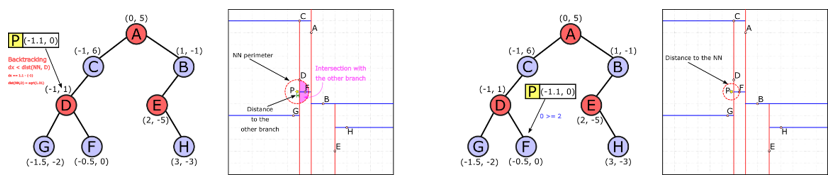 (0, 5)
A
P (-1.1, 0)
(-1, 6)
(1, -1)
Backtracking
dx < dist(NN, D)
C
B
(-1, 1)
D
E
(2, -5)
G
F
H
(-1.5, -2)
(-0.5, 0)
(3, -3)
C
A
NN perimeter
Intersection with
the other branch
D
P
F
B
Distance
to the
other branch
G
H
E
(0, 5)
A
(-1, 6)
(1, -1)
C
B
(-1, 1)
P (-1.1, 0)
D
E
0 >= 2
(2, -5)
G
F
H
(-1.5, -2)
(-0.5, 0)
(3, -3)
C
A
Distance to the NN
D
P
F
B
G
H
E